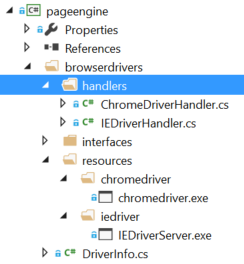 C# pageengine
Properties
References
browserdrivers
handlers
C# ChromeDriverHandler.cs
C# IEDriverHandler.cs
interfaces
resources
chromedriver
chromedriver.exe
iedriver
IEDriverServer.exe
C# DriverInfo.cs